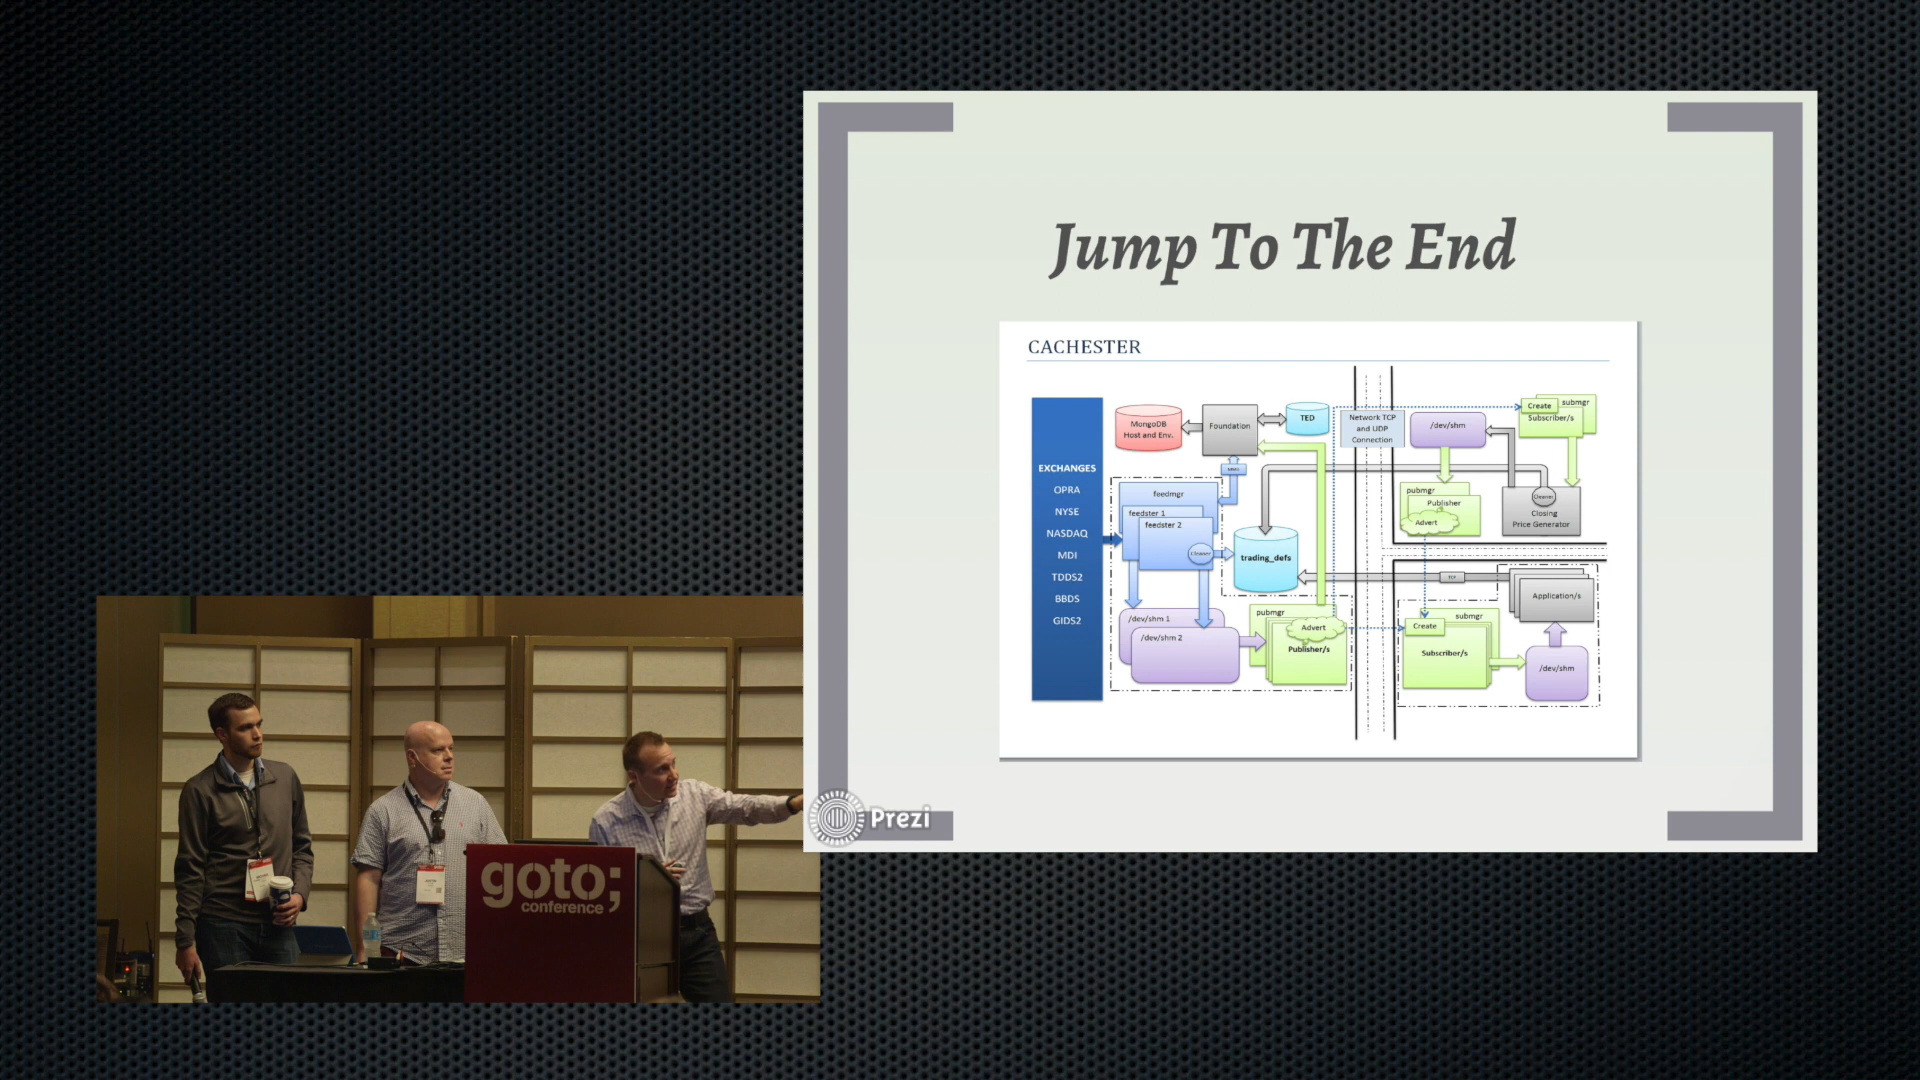 Jump To The End
CACHESTER
EXCHANGES
OPRA
NYSE
NASDAQ
MDI
TDDS2
BBDS
GIDS2
MongoDB
Host and Env.
Foundation
TED
feedmgr
feedster 1
feedster 2
Cleaner
trading_defs
/dev/shm 1
/dev/shm 2
pubmgr
Advert
Publisher/s
Network TCP
and UDP
Connection
/dev/shm
Create
submgr
Subscriber/s
pubmgr
Publisher
Advert
Cleaner
Closing
Price Generator
TCP
Application/s
submgr
Create
Subscriber/s
/dev/shm
Prezi
goto;
conference